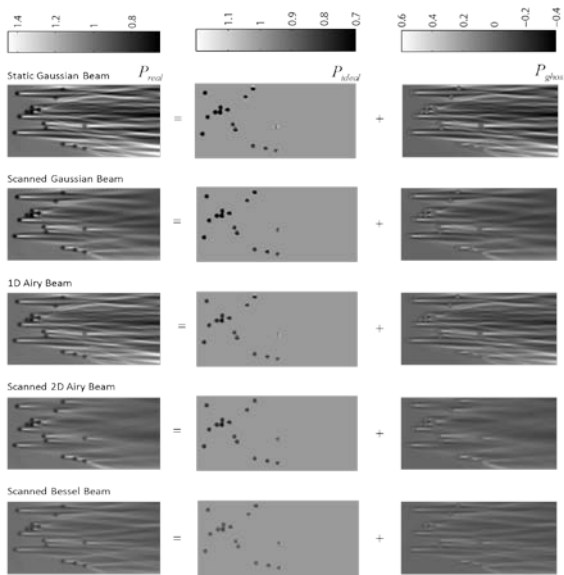 1.4 1.2 1 0.8 1.1 1 0.9 0.8 0.7 0.6 0.4 0.2 0 -0.2 -0.4
P_real P_ideal P_ghos
Static Gaussian Beam
= +
Scanned Gaussian Beam
= +
1D Airy Beam
= +
Scanned 2D Airy Beam
= +
Scanned Bessel Beam
= +